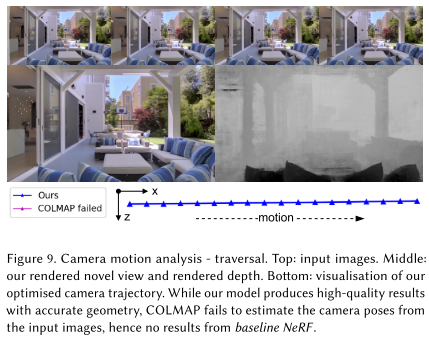 Ours
COLMAP failed
x
z
motion
Figure 9. Camera motion analysis - traversal. Top: input images. Middle:
our rendered novel view and rendered depth. Bottom: visualisation of our
optimised camera trajectory. While our model produces high-quality results
with accurate geometry, COLMAP fails to estimate the camera poses from
the input images, hence no results from baseline NeRF.